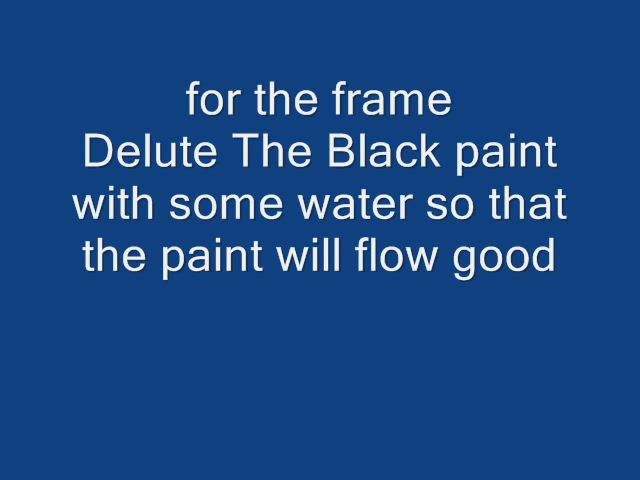 for the frame
Delute The Black paint
with some water so that
the paint will flow good